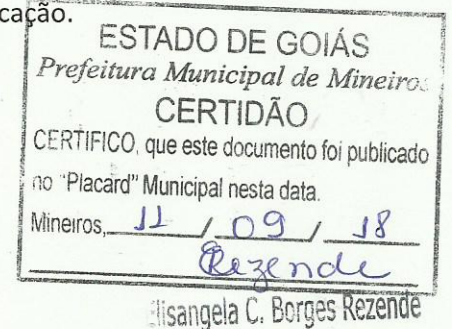 cação.
ESTADO DE GOIÁS
Prefeitura Municipal de Mineiros
CERTIDÃO
CERTIFICO, que este documento foi publicado
no "Placard" Municipal nesta data.
Mineiros, 11 / 09 / 18
Rezende
Elisangela C. Borges Rezende